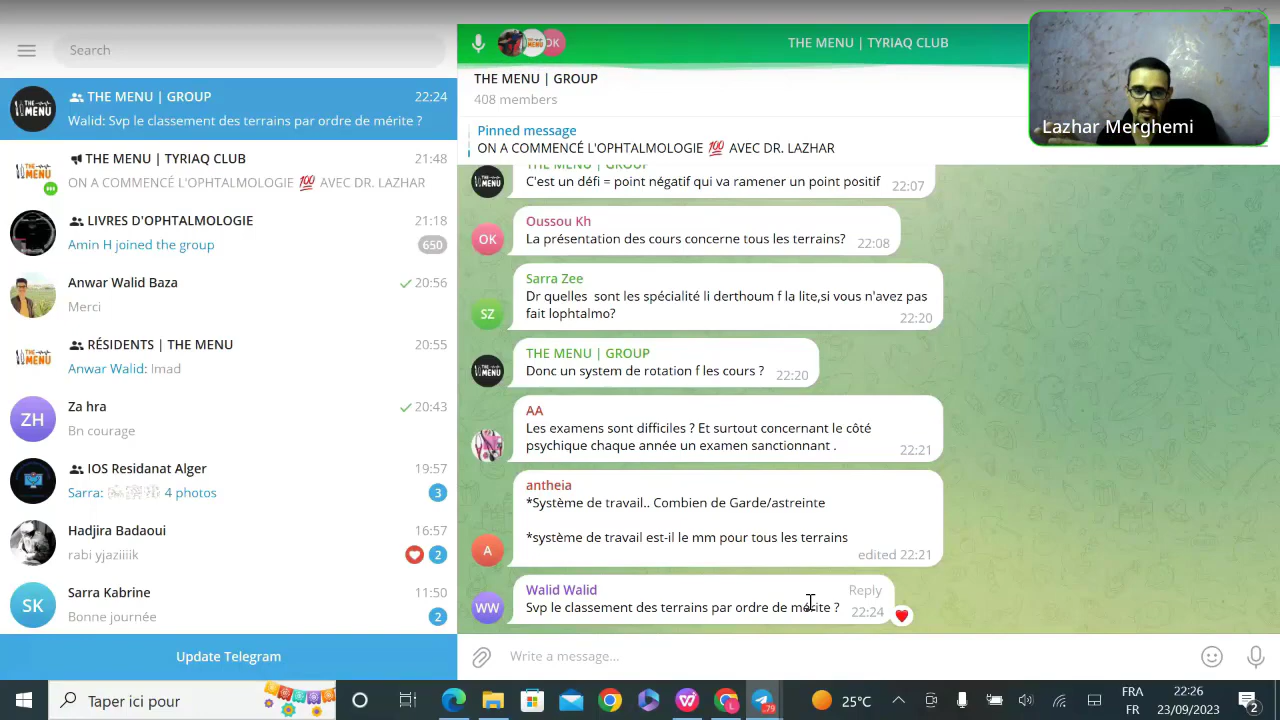 Search
THE MENU | GROUP
22:24
Walid: Svp le classement des terrains par ordre de mérite ?
THE MENU | TYRIAQ CLUB
21:48
ON A COMMENCÉ L'OPHTALMOLOGIE 💯 AVEC DR. LAZHAR
LIVRES D'OPHTALMOLOGIE
21:18
Amin H joined the group
650
Anwar Walid Baza
20:56
Merci
RÉSIDENTS | THE MENU
20:55
Anwar Walid: Imad
ZH
Za hra
20:43
Bn courage
IOS Residanat Alger
19:57
Sarra: 4 photos
3
Hadjira Badaoui
16:57
rabi yjaziiiik
2
SK
Sarra Kabrine
11:50
Bonne journée
2
Update Telegram
OK
THE MENU | TYRIAQ CLUB
THE MENU | GROUP
408 members
Pinned message
ON A COMMENCÉ L'OPHTALMOLOGIE 💯 AVEC DR. LAZHAR
Lazhar Merghemi
THE MENU | GROUP
C'est un défi = point négatif qui va ramener un point positif
22:07
OK
Oussou Kh
La présentation des cours concerne tous les terrains?
22:08
SZ
Sarra Zee
Dr quelles sont les spécialité li derthoum f la lite,si vous n'avez pas
fait lophtalmo?
22:20
THE MENU | GROUP
Donc un system de rotation f les cours ?
22:20
AA
Les examens sont difficiles ? Et surtout concernant le côté
psychique chaque année un examen sanctionnant .
22:21
antheia
*Système de travail.. Combien de Garde/astreinte
*système de travail est-il le mm pour tous les terrains
A
edited 22:21
WW
Walid Walid
Reply
Svp le classement des terrains par ordre de mérite ?
22:24
Write a message...
Taper ici pour
79
25°C
FRA
FR
22:26
23/09/2023
2